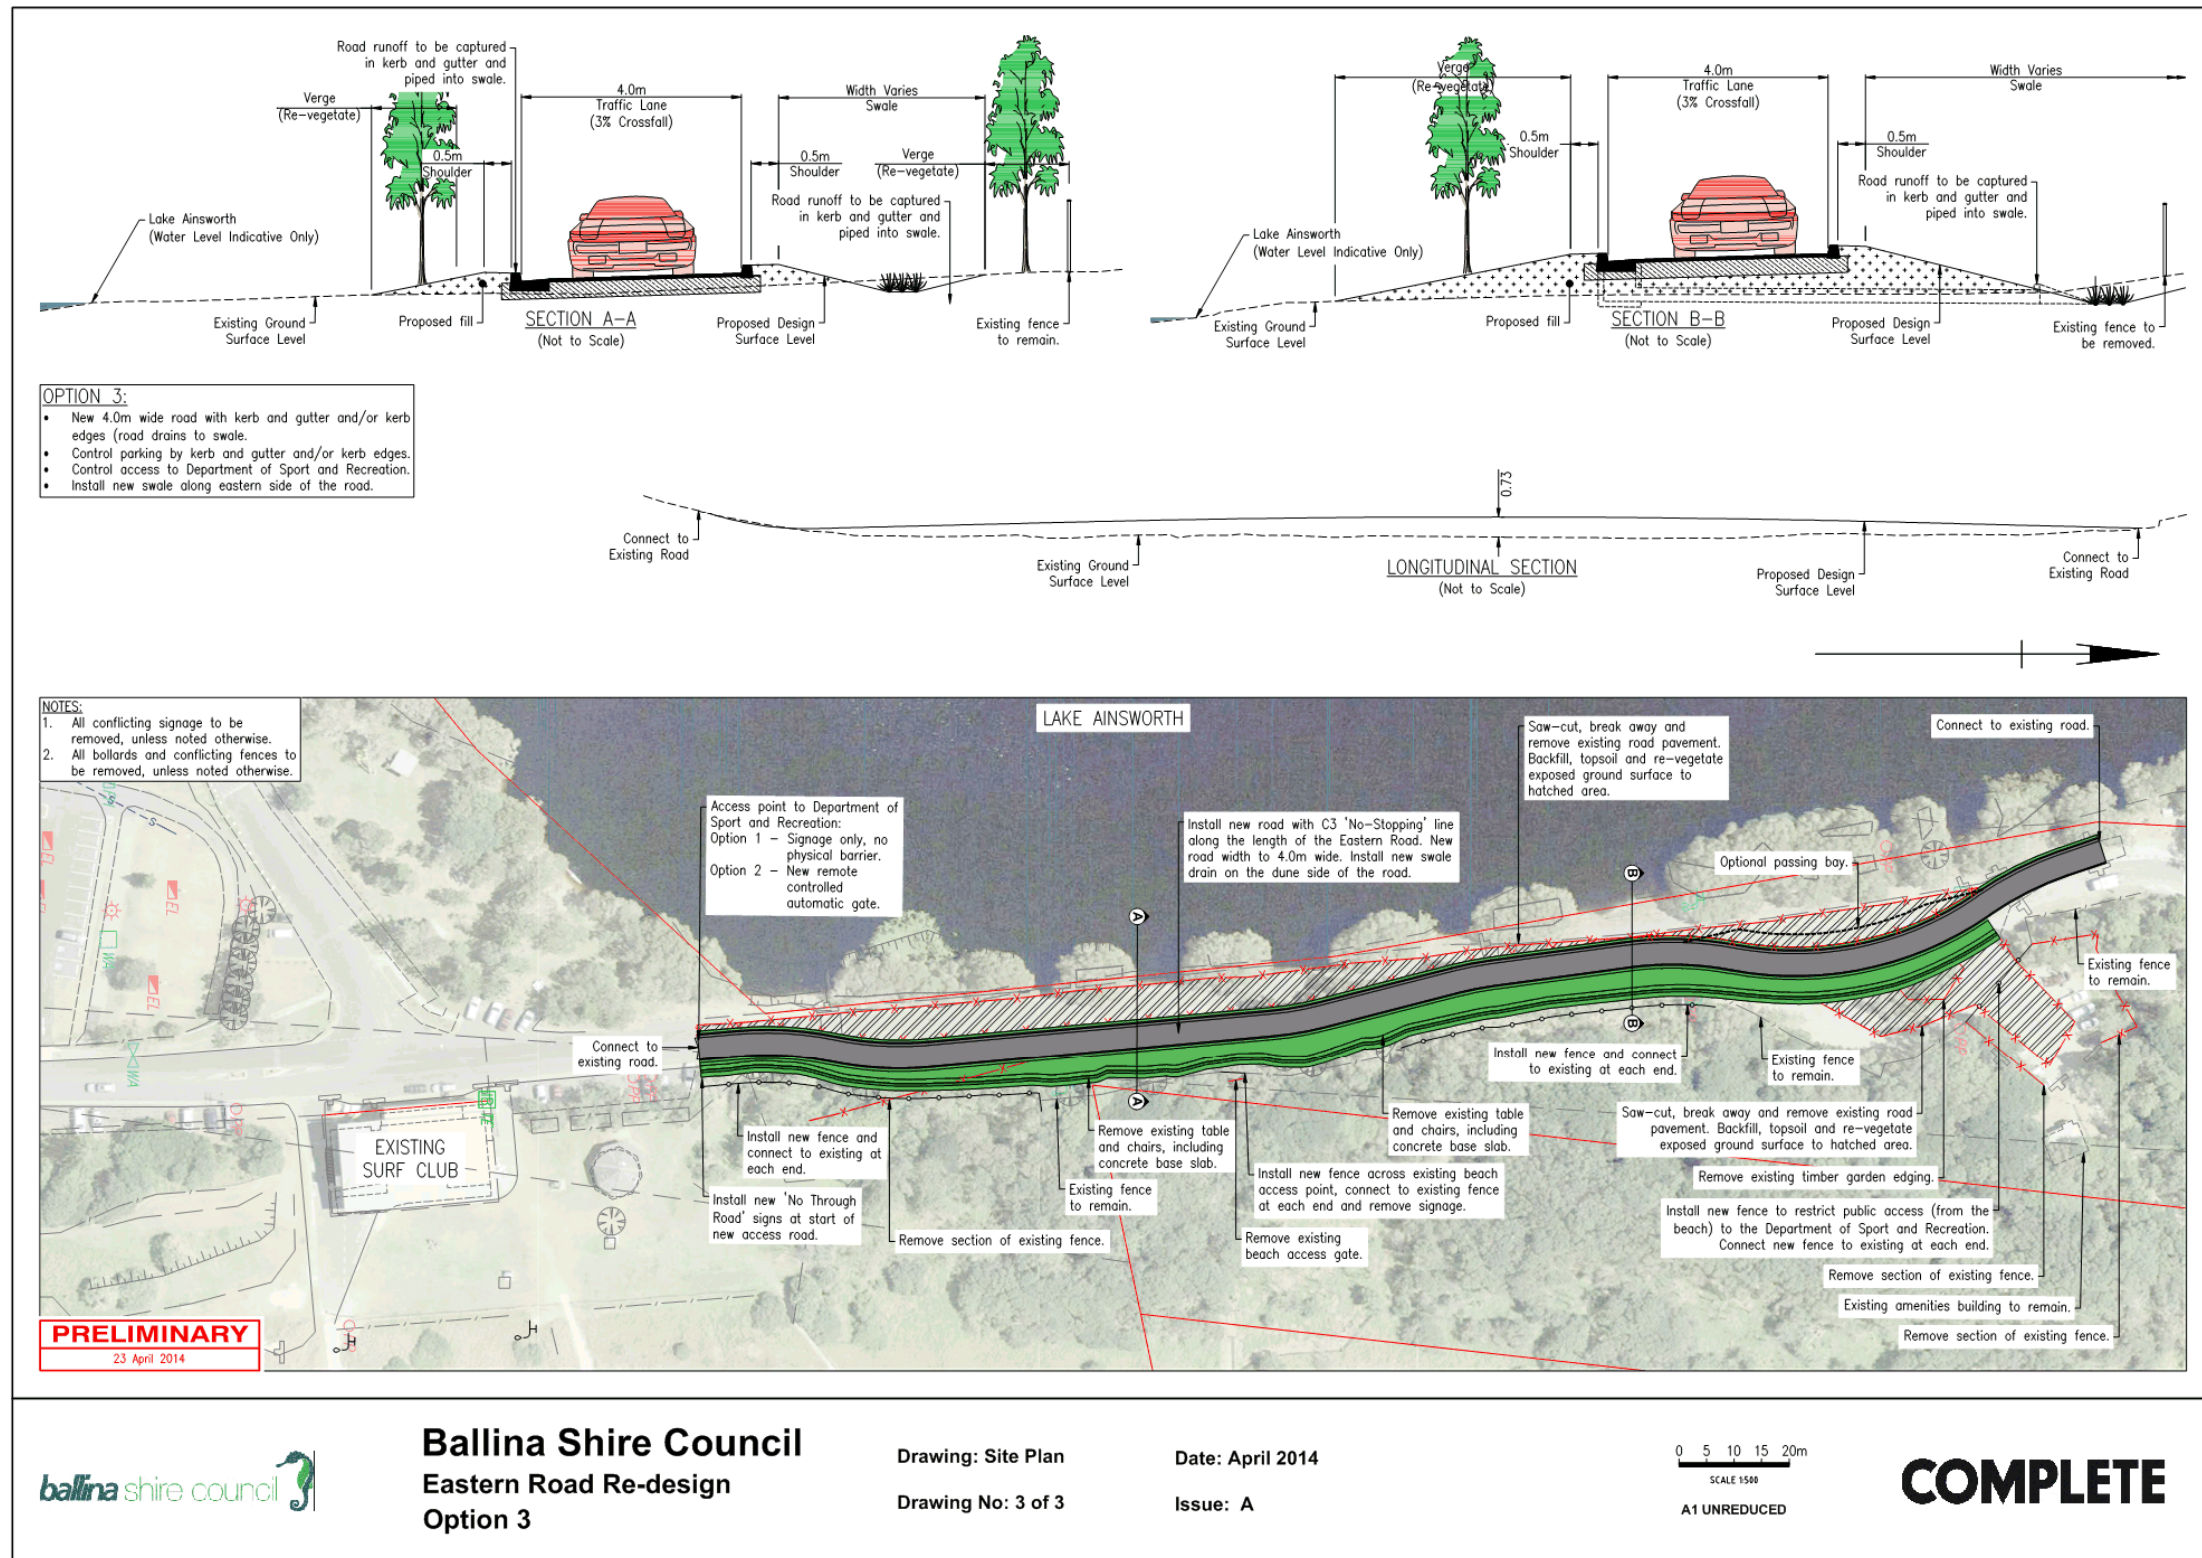 Road runoff to be captured
in kerb and gutter and
piped into swale.
Verge
(Re-vegetate)
4.0m
Traffic Lane
(3% Crossfall)
Width Varies
Swale
0.5m
Shoulder
0.5m
Shoulder
Verge
(Re-vegetate)
Road runoff to be captured
in kerb and gutter and
piped into swale.
Lake Ainsworth
(Water Level Indicative Only)
Existing Ground
Surface Level
Proposed fill
SECTION A-A
(Not to Scale)
Proposed Design
Surface Level
Existing fence
to remain.
Verge
(Re-vegetate)
4.0m
Traffic Lane
(3% Crossfall)
Width Varies
Swale
0.5m
Shoulder
0.5m
Shoulder
Road runoff to be captured
in kerb and gutter and
piped into swale.
Lake Ainsworth
(Water Level Indicative Only)
Existing Ground
Surface Level
Proposed fill
SECTION B-B
(Not to Scale)
Proposed Design
Surface Level
Existing fence to
be removed.
OPTION 3:
• New 4.0m wide road with kerb and gutter and/or kerb
edges (road drains to swale.
• Control parking by kerb and gutter and/or kerb edges.
• Control access to Department of Sport and Recreation.
• Install new swale along eastern side of the road.
0.73
Connect to
Existing Road
Existing Ground
Surface Level
LONGITUDINAL SECTION
(Not to Scale)
Proposed Design
Surface Level
Connect to
Existing Road
NOTES:
1. All conflicting signage to be
removed, unless noted otherwise.
2. All bollards and conflicting fences to
be removed, unless noted otherwise.
LAKE AINSWORTH
Saw-cut, break away and
remove existing road pavement.
Backfill, topsoil and re-vegetate
exposed ground surface to
hatched area.
Connect to existing road.
Access point to Department of
Sport and Recreation:
Option 1 - Signage only, no
physical barrier.
Option 2 - New remote
controlled
automatic gate.
Install new road with C3 'No-Stopping' line
along the length of the Eastern Road. New
road width to 4.0m wide. Install new swale
drain on the dune side of the road.
Optional passing bay.
A
B
S
S
EL
EL
EL
WA
WA
Existing fence
to remain.
Connect to
existing road.
A
B
Install new fence and connect
to existing at each end.
Existing fence
to remain.
EXISTING
SURF CLUB
Install new fence and
connect to existing at
each end.
Remove existing table
and chairs, including
concrete base slab.
Remove existing table
and chairs, including
concrete base slab.
Saw-cut, break away and remove existing road
pavement. Backfill, topsoil and re-vegetate
exposed ground surface to hatched area.
Install new fence across existing beach
access point, connect to existing fence
at each end and remove signage.
Remove existing timber garden edging.
Install new 'No Through
Road' signs at start of
new access road.
Existing fence
to remain.
Install new fence to restrict public access (from the
beach) to the Department of Sport and Recreation.
Connect new fence to existing at each end.
Remove section of existing fence.
Remove existing
beach access gate.
Remove section of existing fence.
Existing amenities building to remain.
Remove section of existing fence.
PRELIMINARY
23 April 2014
ballina shire council
Ballina Shire Council
Eastern Road Re-design
Option 3
Drawing: Site Plan
Drawing No: 3 of 3
Date: April 2014
Issue: A
0 5 10 15 20m
SCALE 1:500
A1 UNREDUCED
COMPLETE